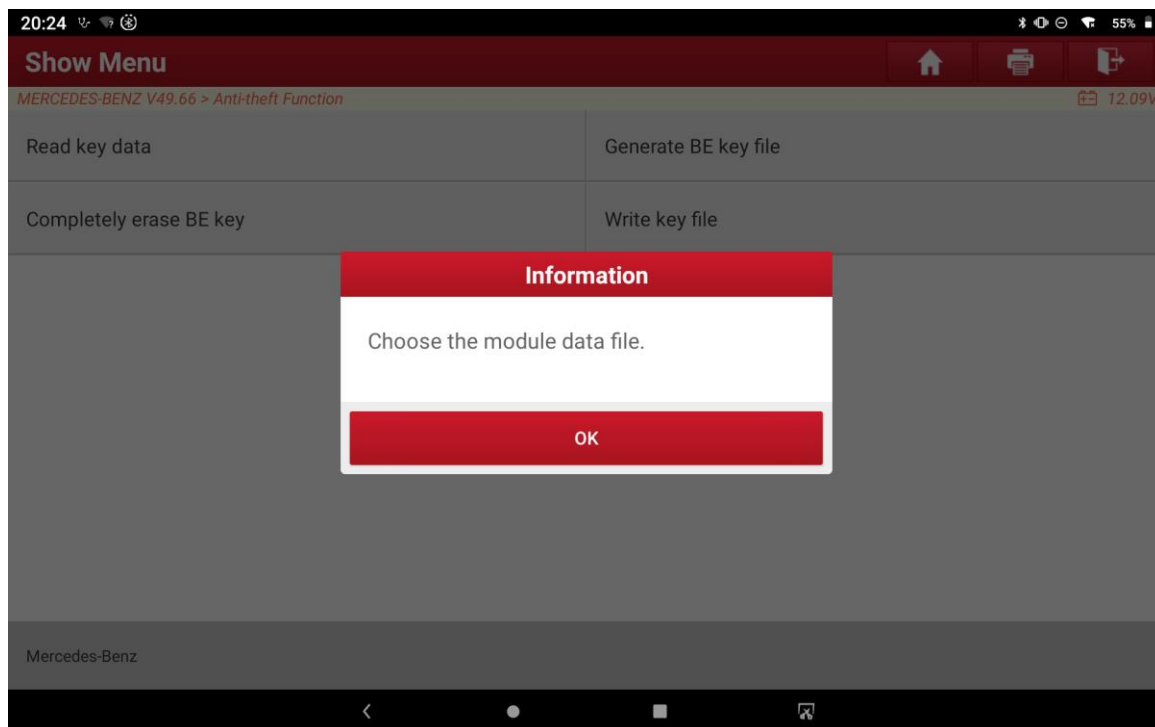 20:24
55%
Show Menu
MERCEDES-BENZ V49.66 > Anti-theft Function
12.09V
Read key data
Generate BE key file
Completely erase BE key
Write key file
Information
Choose the module data file.
OK
Mercedes-Benz